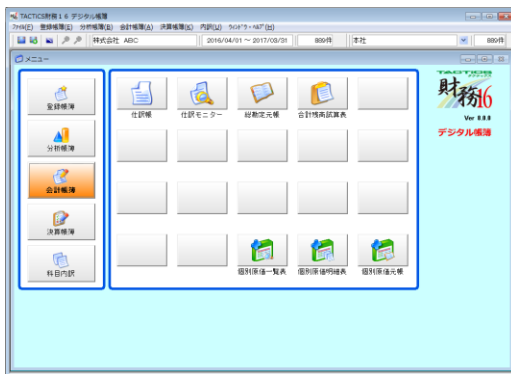 TACTICS財務16 デジタル帳簿
ファイル(F) 登録帳簿(E) 分析帳簿(B) 会計帳簿(A) 決算帳簿(K) 内訳(U) ウインドウ・ヘルプ(H)
株式会社 ABC 2016/04/01 ～ 2017/03/31 889件 本社 889件
メニュー
登録帳簿
分析帳簿
会計帳簿
決算帳簿
科目内訳
仕訳帳 仕訳モニター 総勘定元帳 合計残高試算表
個別原価一覧表 個別原価明細表 個別原価元帳
TACTICS
財務16
Ver 8.0.0
デジタル帳簿